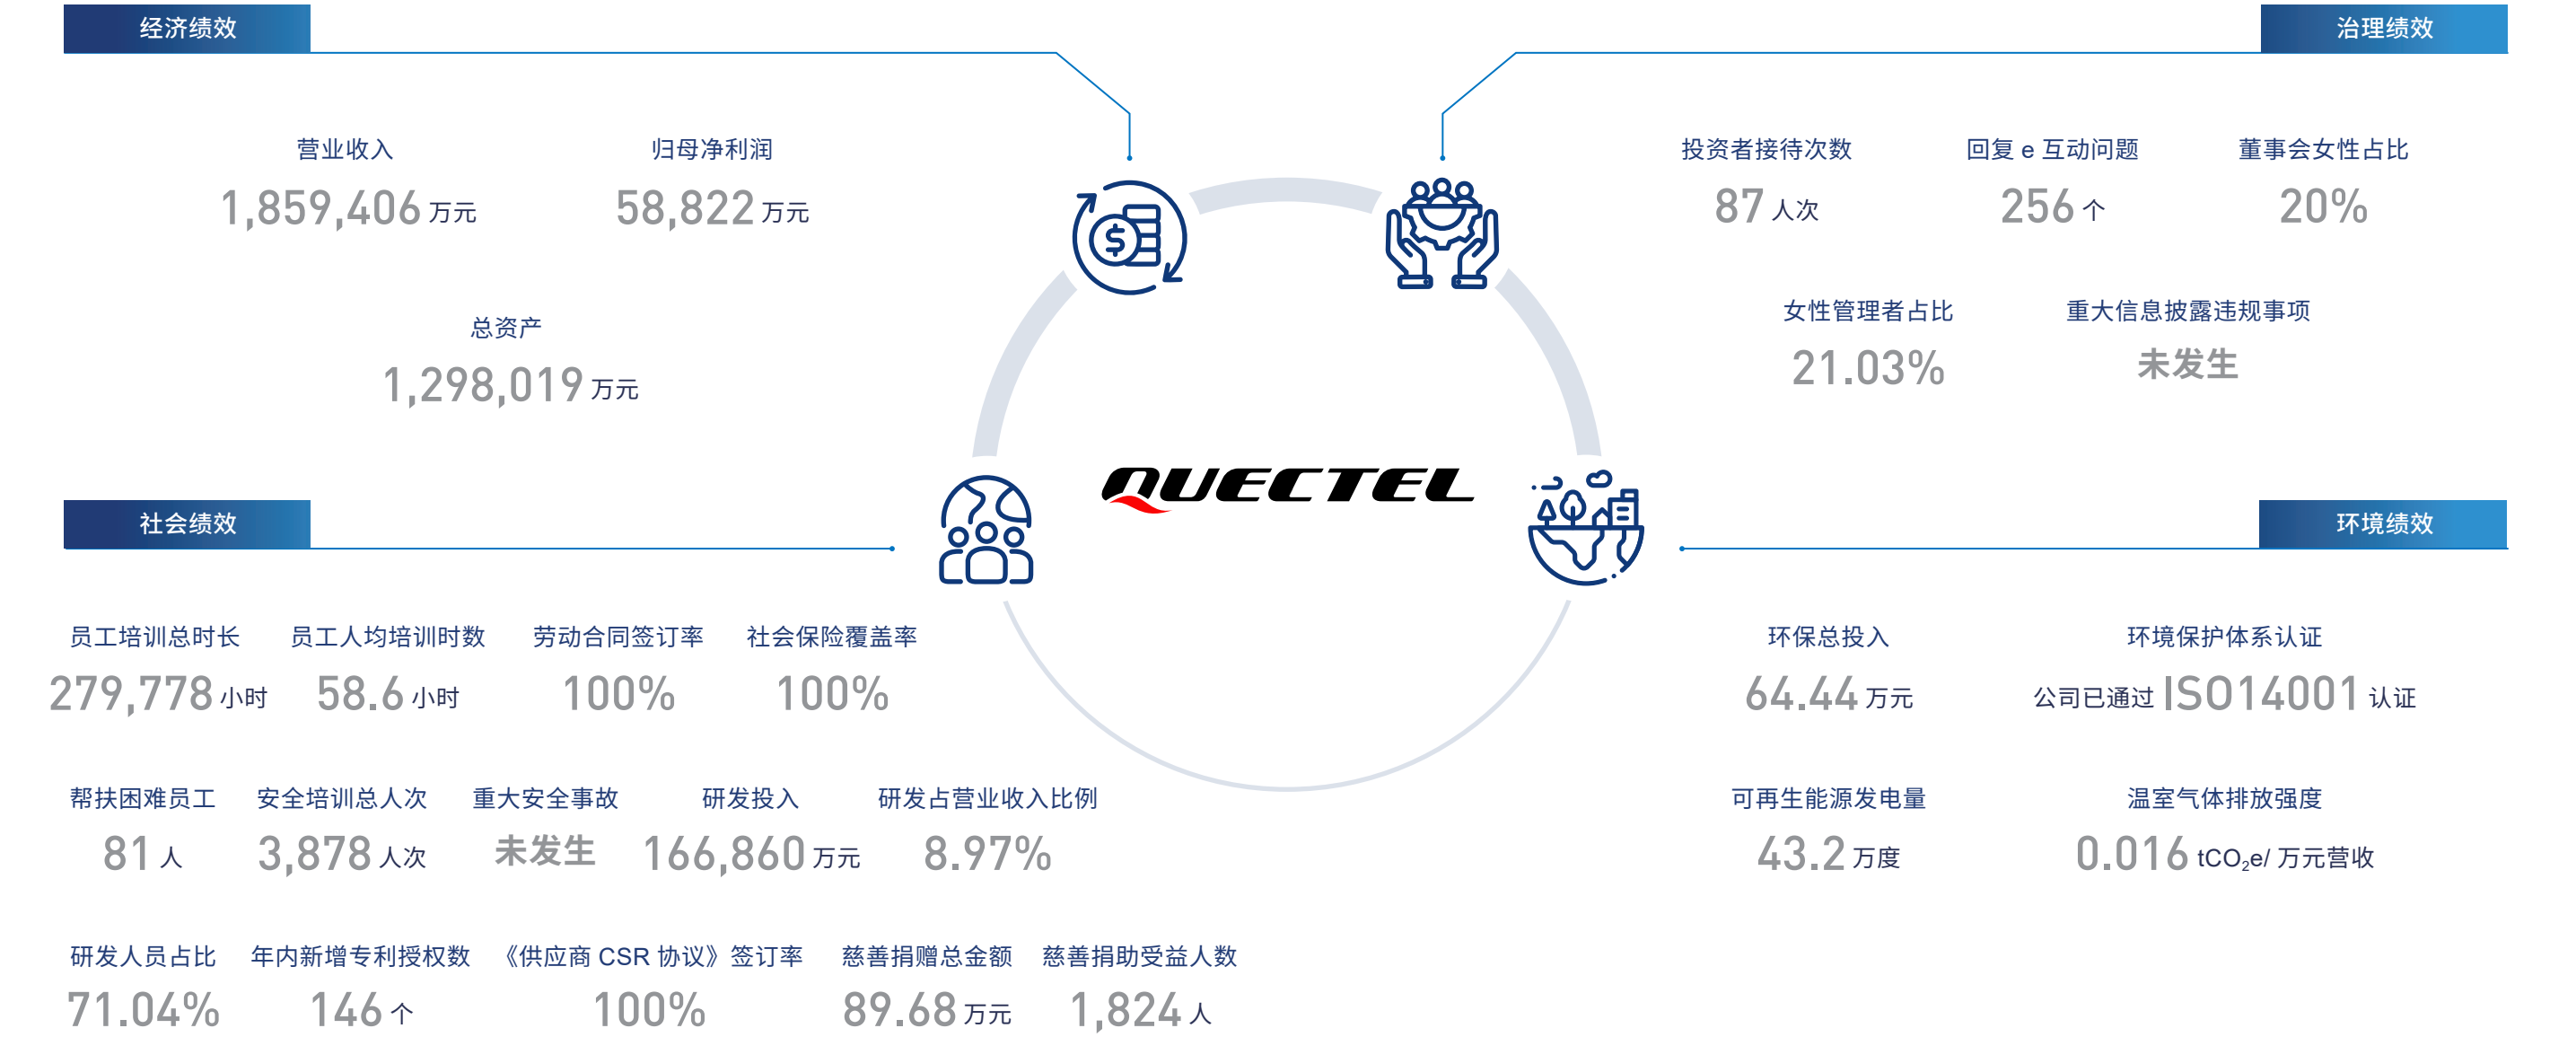 经济绩效
营业收入
1,859,406 万元
归母净利润
58,822 万元
总资产
1,298,019 万元
治理绩效
投资者接待次数
87 人次
回复 e 互动问题
256 个
董事会女性占比
20%
女性管理者占比
21.03%
重大信息披露违规事项
未发生
QUECTEL
社会绩效
员工培训总时长
279,778 小时
员工人均培训时数
58.6 小时
劳动合同签订率
100%
社会保险覆盖率
100%
帮扶困难员工
81 人
安全培训总人次
3,878 人次
重大安全事故
未发生
研发投入
166,860 万元
研发占营业收入比例
8.97%
研发人员占比
71.04%
年内新增专利授权数
146 个
《供应商 CSR 协议》签订率
100%
慈善捐赠总金额
89.68 万元
慈善捐助受益人数
1,824 人
环境绩效
环保总投入
64.44 万元
环境保护体系认证
公司已通过 ISO14001 认证
可再生能源发电量
43.2 万度
温室气体排放强度
0.016 tCO₂e/ 万元营收